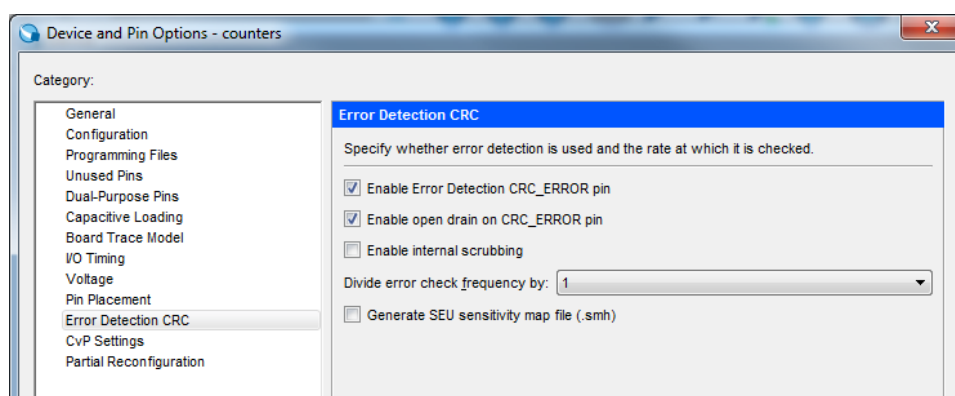 Device and Pin Options - counters
Category:
General
Configuration
Programming Files
Unused Pins
Dual-Purpose Pins
Capacitive Loading
Board Trace Model
I/O Timing
Voltage
Pin Placement
Error Detection CRC
CvP Settings
Partial Reconfiguration
Error Detection CRC
Specify whether error detection is used and the rate at which it is checked.
Enable Error Detection CRC_ERROR pin
Enable open drain on CRC_ERROR pin
Enable internal scrubbing
Divide error check frequency by: 1
Generate SEU sensitivity map file (.smh)